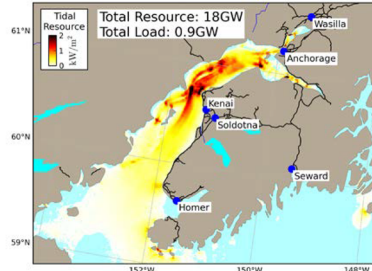 61°N
Tidal
Resource
Total Resource: 18GW
Total Load: 0.9GW
Wasilla
2
1
0
kW/m²
Anchorage
Kenai
Soldotna
60°N
Seward
Homer
59°N
152°W
150°W
148°W